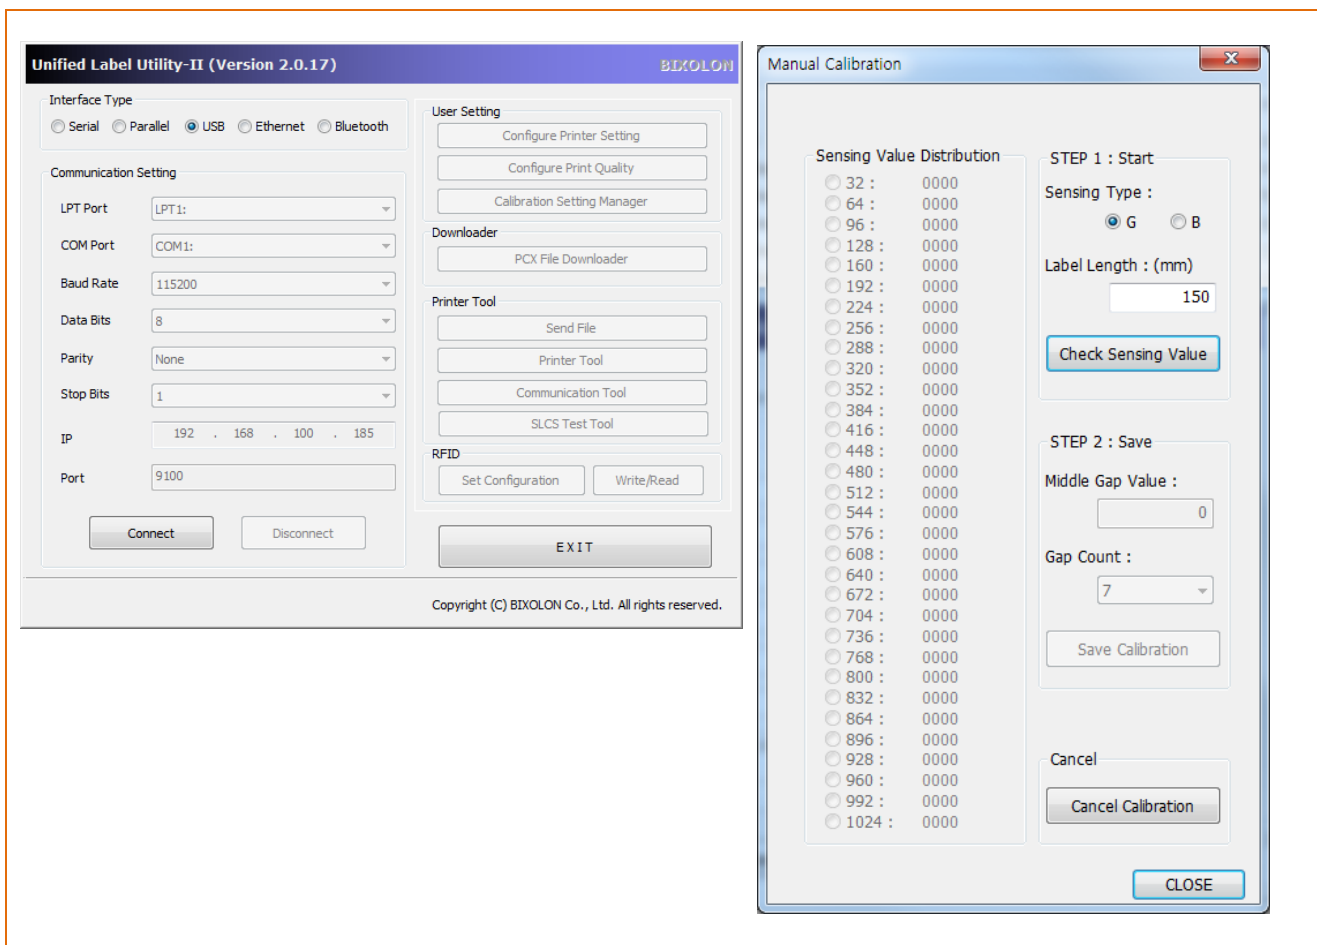 Unified Label Utility-II (Version 2.0.17)
BIXOLON
Interface Type
Serial Parallel USB Ethernet Bluetooth
Communication Setting
LPT Port LPT1:
COM Port COM1:
Baud Rate 115200
Data Bits 8
Parity None
Stop Bits 1
IP 192 . 168 . 100 . 185
Port 9100
Connect Disconnect
User Setting
Configure Printer Setting
Configure Print Quality
Calibration Setting Manager
Downloader
PCX File Downloader
Printer Tool
Send File
Printer Tool
Communication Tool
SLCS Test Tool
RFID
Set Configuration Write/Read
EXIT
Copyright (C) BIXOLON Co., Ltd. All rights reserved.
Manual Calibration
Sensing Value Distribution
32 : 0000
64 : 0000
96 : 0000
128 : 0000
160 : 0000
192 : 0000
224 : 0000
256 : 0000
288 : 0000
320 : 0000
352 : 0000
384 : 0000
416 : 0000
448 : 0000
480 : 0000
512 : 0000
544 : 0000
576 : 0000
608 : 0000
640 : 0000
672 : 0000
704 : 0000
736 : 0000
768 : 0000
800 : 0000
832 : 0000
864 : 0000
896 : 0000
928 : 0000
960 : 0000
992 : 0000
1024 : 0000
STEP 1 : Start
Sensing Type :
G B
Label Length : (mm)
150
Check Sensing Value
STEP 2 : Save
Middle Gap Value :
0
Gap Count :
7
Save Calibration
Cancel
Cancel Calibration
CLOSE